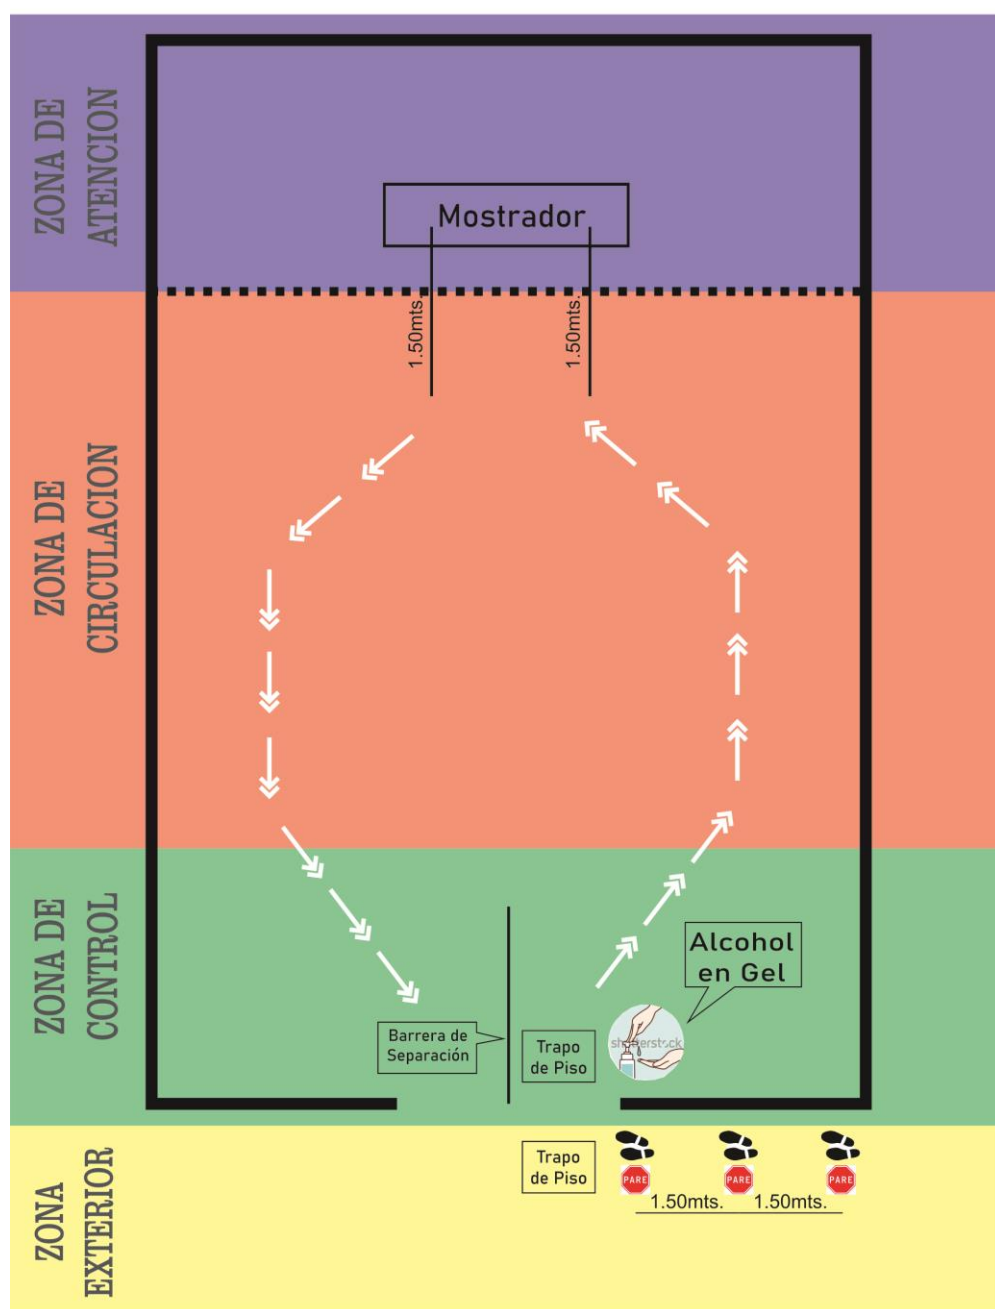 ZONA DE
ATENCION
Mostrador
1.50mts.
1.50mts.
ZONA DE
CIRCULACION
ZONA DE
CONTROL
Alcohol
en Gel
Barrera de
Separación
Trapo
de Piso
shutterstock
ZONA
EXTERIOR
Trapo
de Piso
PARE
PARE
PARE
1.50mts.
1.50mts.